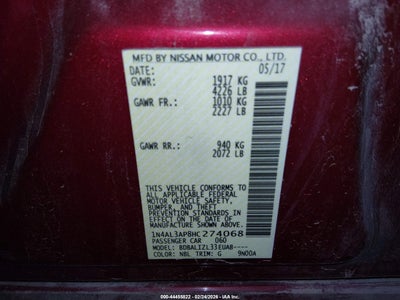 MFD BY NISSAN MOTOR CO., LTD.
DATE: 05/17
GVWR: 1917 KG
4226 LB
GAWR FR: 1010 KG
2227 LB
GAWR RR: 940 KG
2072 LB
THIS VEHICLE CONFORMS TO ALL
APPLICABLE FEDERAL
MOTOR VEHICLE SAFETY,
BUMPER, AND THEFT
PREVENTION STANDARDS IN
EFFECT ON THE DATE OF
MANUFACTURE SHOWN ABOVE.
1N4AL3AP8HC274068
PASSENGER CAR 060
MODEL: BDBALIZL33EUAB----
COLOR: NBL TRIM: G 9N00A
000-44455822 - 02/24/2026 - IAAI